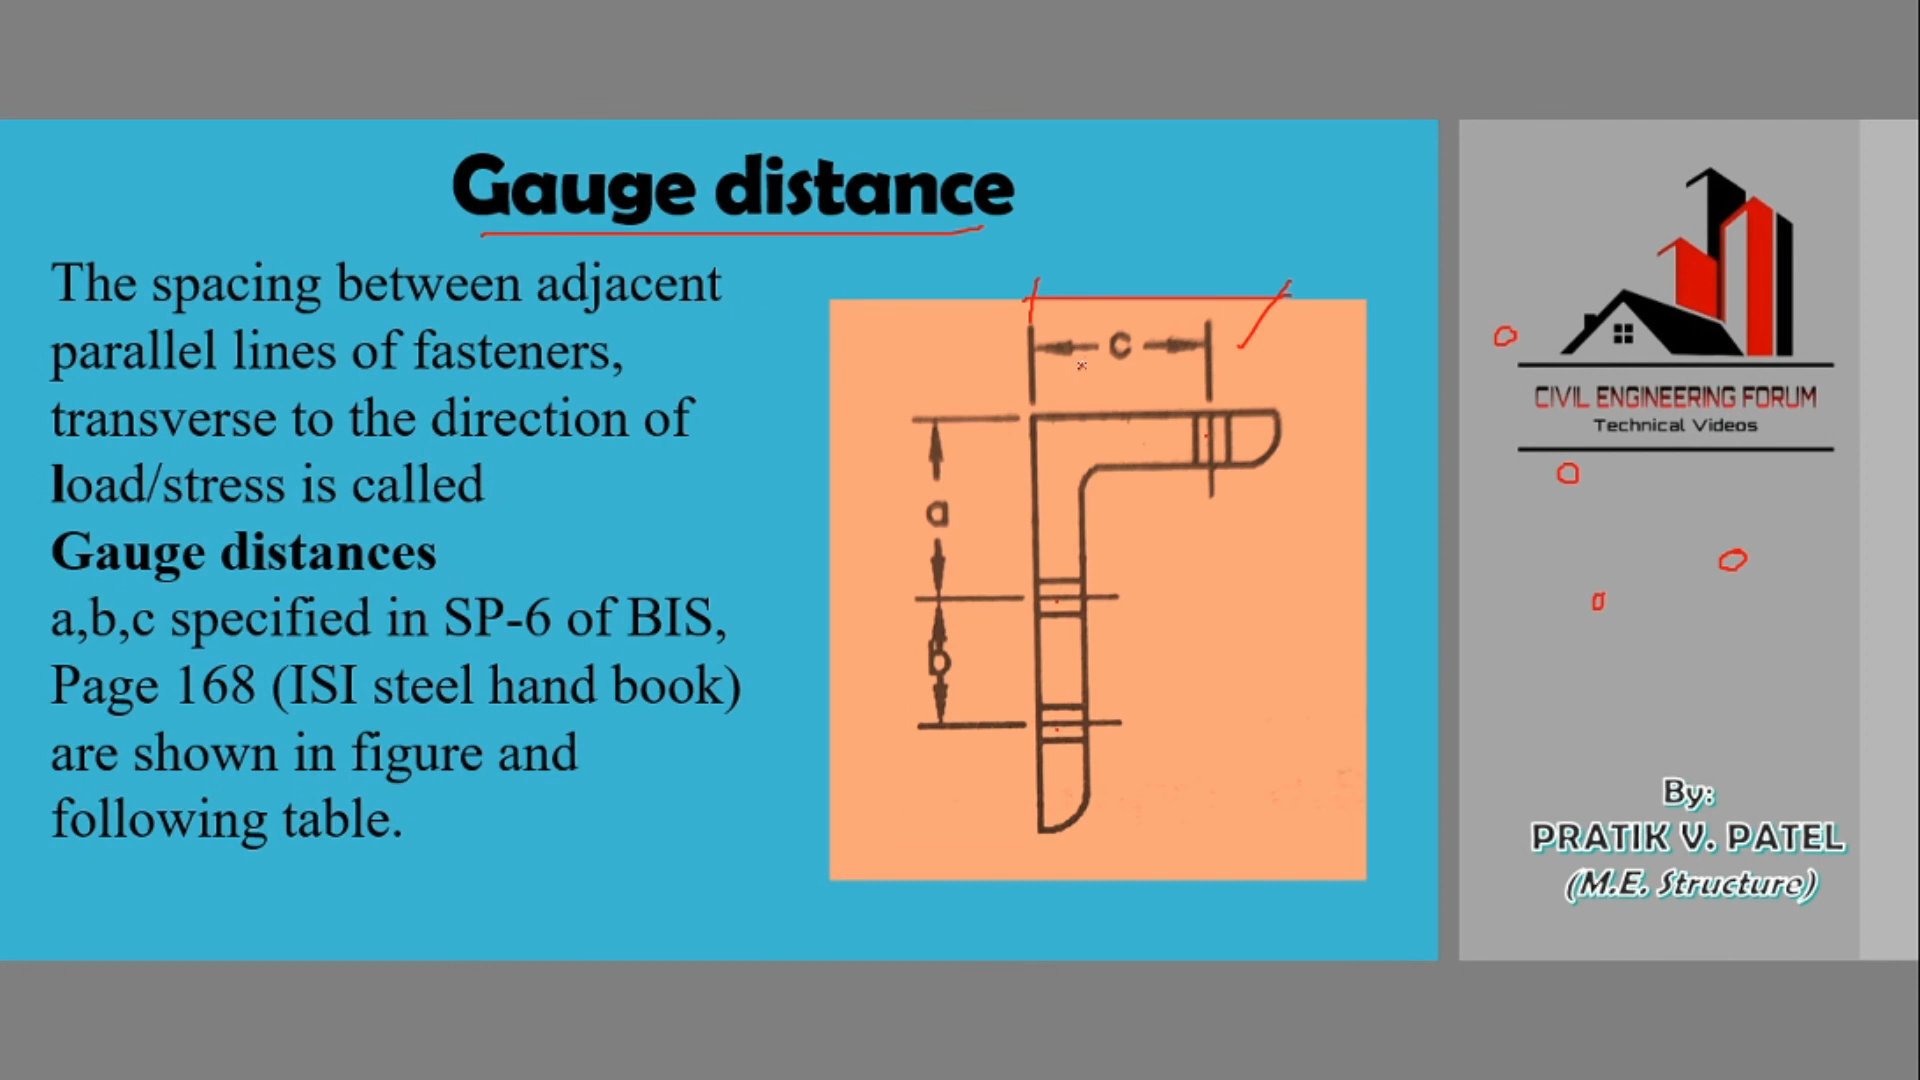 Gauge distance
The spacing between adjacent
parallel lines of fasteners,
transverse to the direction of
load/stress is called
Gauge distances
a,b,c specified in SP-6 of BIS,
Page 168 (ISI steel hand book)
are shown in figure and
following table.
c
a
b
CIVIL ENGINEERING FORUM
Technical Videos
By:
PRATIK V. PATEL
(M.E. Structure)